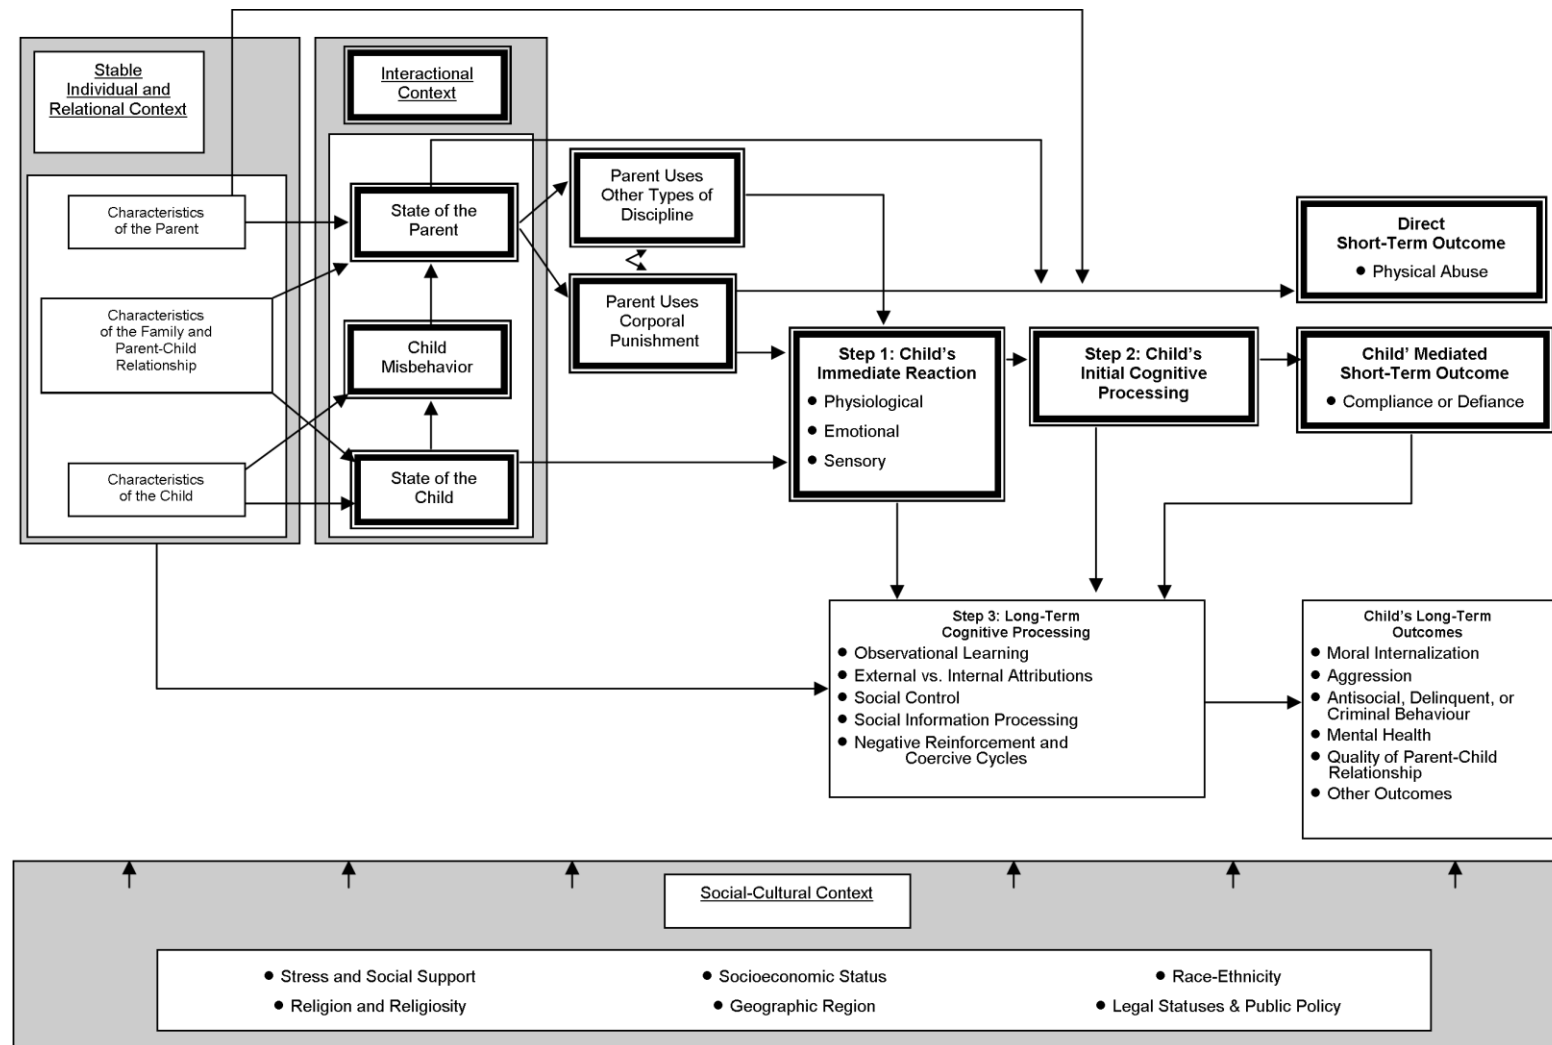 Stable
Individual and
Relational Context
Interactional
Context
Characteristics
of the Parent
Characteristics
of the Family and
Parent-Child
Relationship
Characteristics
of the Child
State of the
Parent
Child
Misbehavior
State of the
Child
Parent Uses
Other Types of
Discipline
Parent Uses
Corporal
Punishment
Step 1: Child's
Immediate Reaction
● Physiological
● Emotional
● Sensory
Step 2: Child's
Initial Cognitive
Processing
Direct
Short-Term Outcome
● Physical Abuse
Child' Mediated
Short-Term Outcome
● Compliance or Defiance
Step 3: Long-Term
Cognitive Processing
● Observational Learning
● External vs. Internal Attributions
● Social Control
● Social Information Processing
● Negative Reinforcement and
Coercive Cycles
Child's Long-Term
Outcomes
● Moral Internalization
● Aggression
● Antisocial, Delinquent, or
Criminal Behaviour
● Mental Health
● Quality of Parent-Child
Relationship
● Other Outcomes
Social-Cultural Context
● Stress and Social Support
● Socioeconomic Status
● Race-Ethnicity
● Religion and Religiosity
● Geographic Region
● Legal Statuses & Public Policy